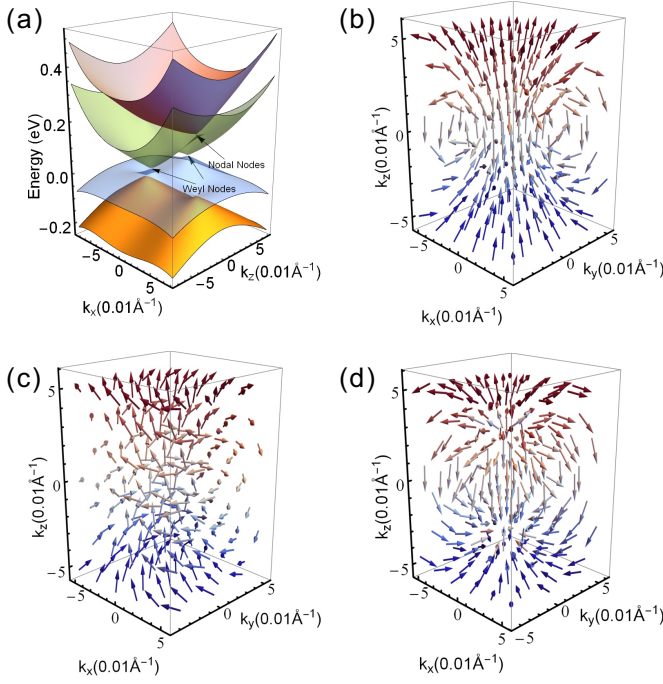 (a)
0.4
0.2
0.0
−0.2
Energy (eV)
Nodal Nodes
Weyl Nodes
−5
0
5
kx(0.01Å-1)
−5
0
5
kz(0.01Å-1)
(b)
5
0
−5
kz(0.01Å-1)
−5
0
5
kx(0.01Å-1)
0
5
ky(0.01Å-1)
(c)
5
0
−5
kz(0.01Å-1)
−5
0
5
kx(0.01Å-1)
0
5
ky(0.01Å-1)
(d)
5
0
−5
kz(0.01Å-1)
−5
0
5
kx(0.01Å-1)
−5
0
5
ky(0.01Å-1)